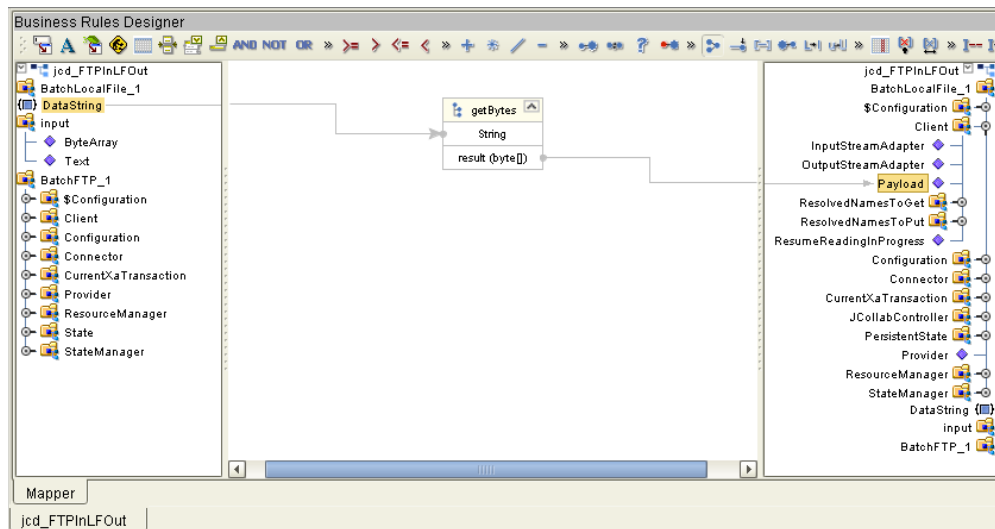 Business Rules Designer
A AND NOT OR » >= > <= < » + * / - » ? » »
jcd_FTPInLFOut
BatchLocalFile_1
DataString
input
ByteArray
Text
BatchFTP_1
$Configuration
Client
Configuration
Connector
CurrentXaTransaction
Provider
ResourceManager
State
StateManager
getBytes
String
result (byte[])
jcd_FTPInLFOut
BatchLocalFile_1
$Configuration
Client
InputStreamAdapter
OutputStreamAdapter
Payload
ResolvedNamesToGet
ResolvedNamesToPut
ResumeReadingInProgress
Configuration
Connector
CurrentXaTransaction
JCollabController
PersistentState
Provider
ResourceManager
StateManager
DataString
input
BatchFTP_1
Mapper
jcd_FTPInLFOut